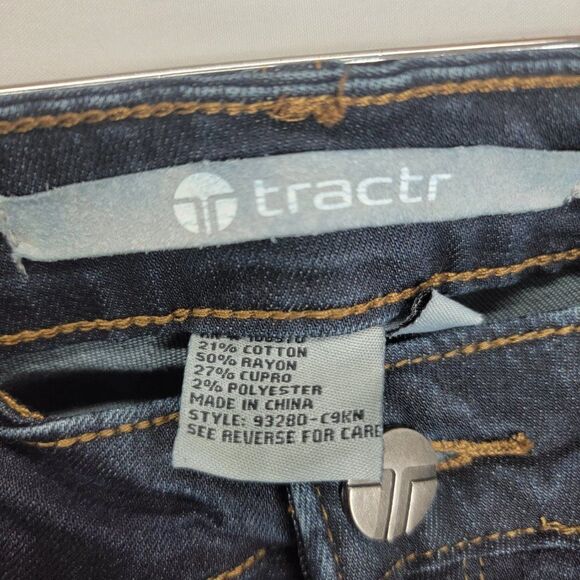 tractr
21% COTTON
50% RAYON
27% CUPRO
2% POLYESTER
MADE IN CHINA
STYLE: 93280-C9KN
SEE REVERSE FOR CARE